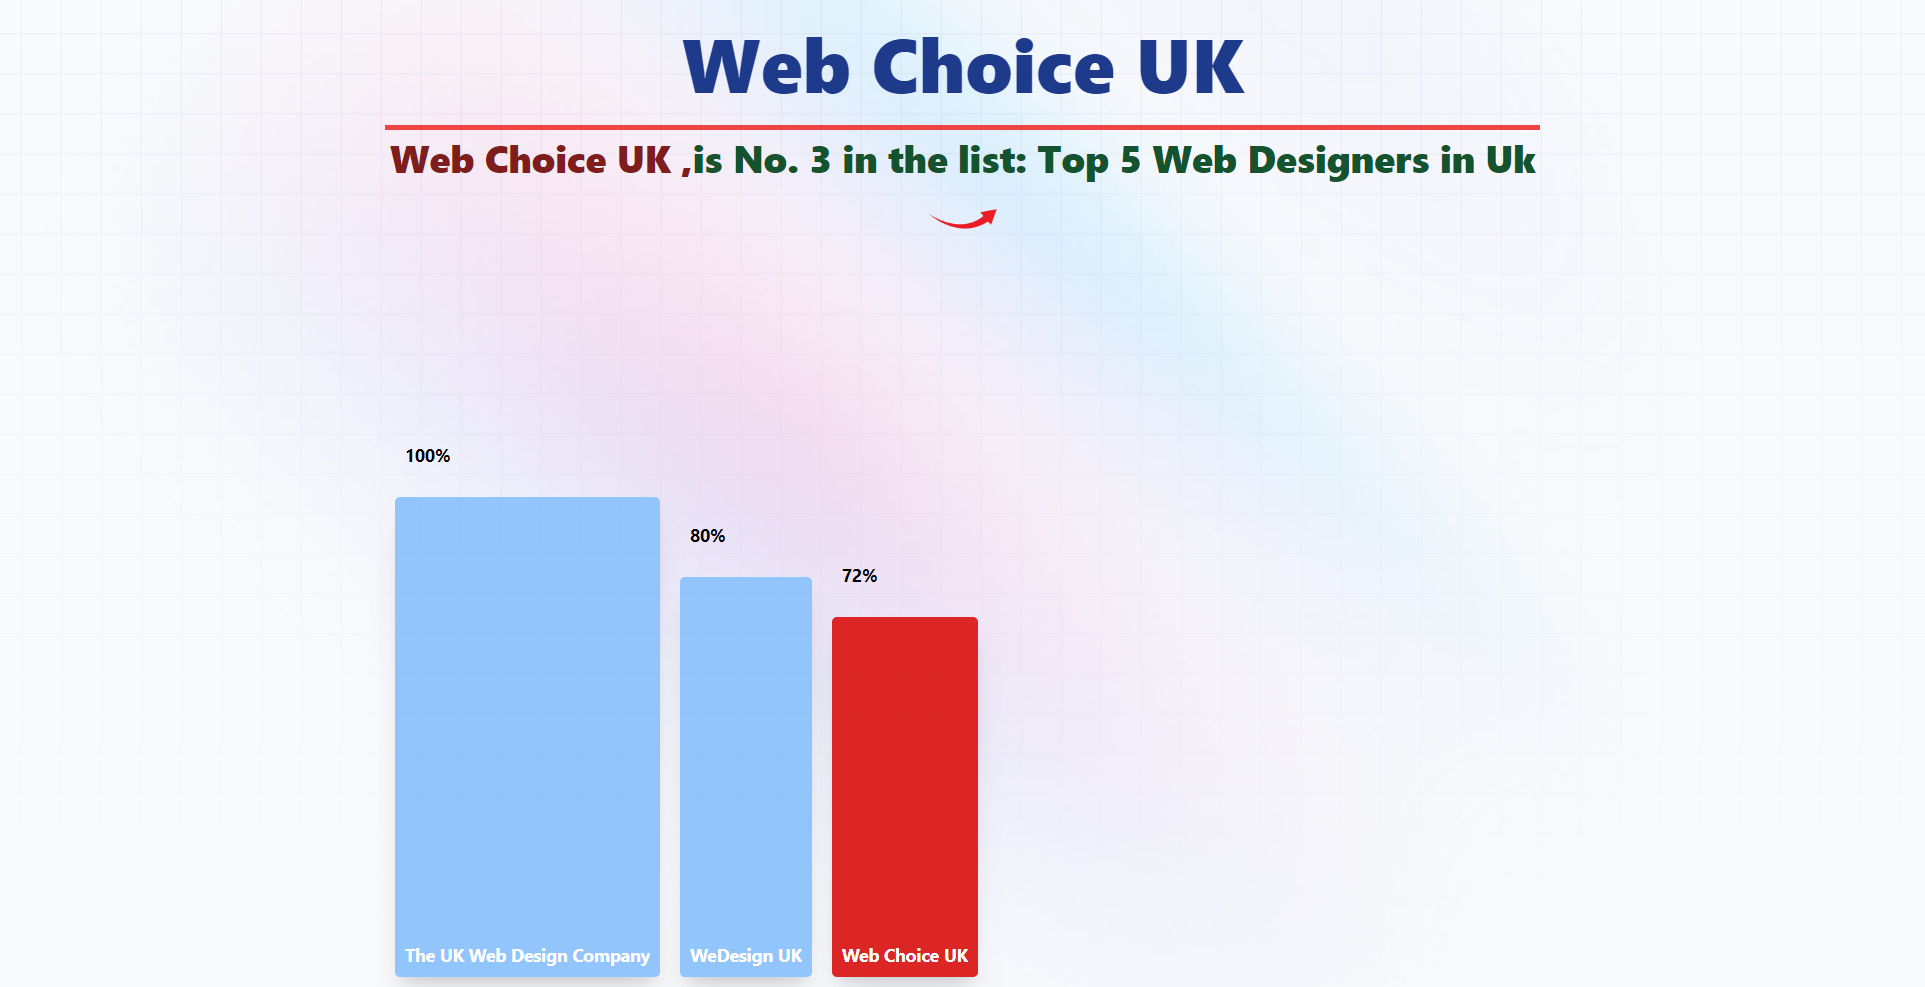 Web Choice UK
Web Choice UK ,is No. 3 in the list: Top 5 Web Designers in Uk
100%
80%
72%
The UK Web Design Company
WeDesign UK
Web Choice UK